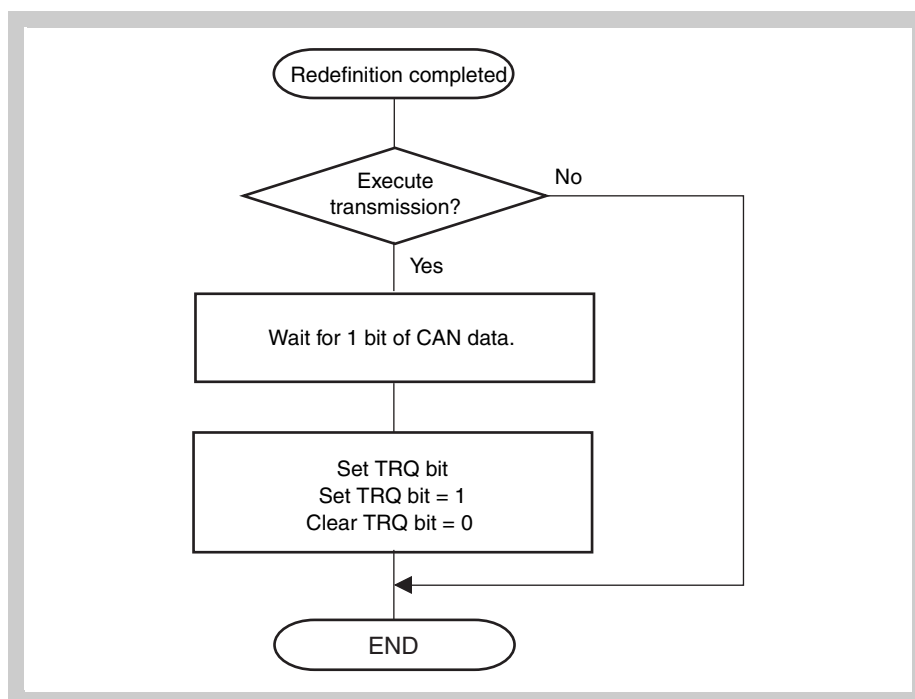 Redefinition completed
Execute
transmission?
No
Yes
Wait for 1 bit of CAN data.
Set TRQ bit
Set TRQ bit = 1
Clear TRQ bit = 0
END